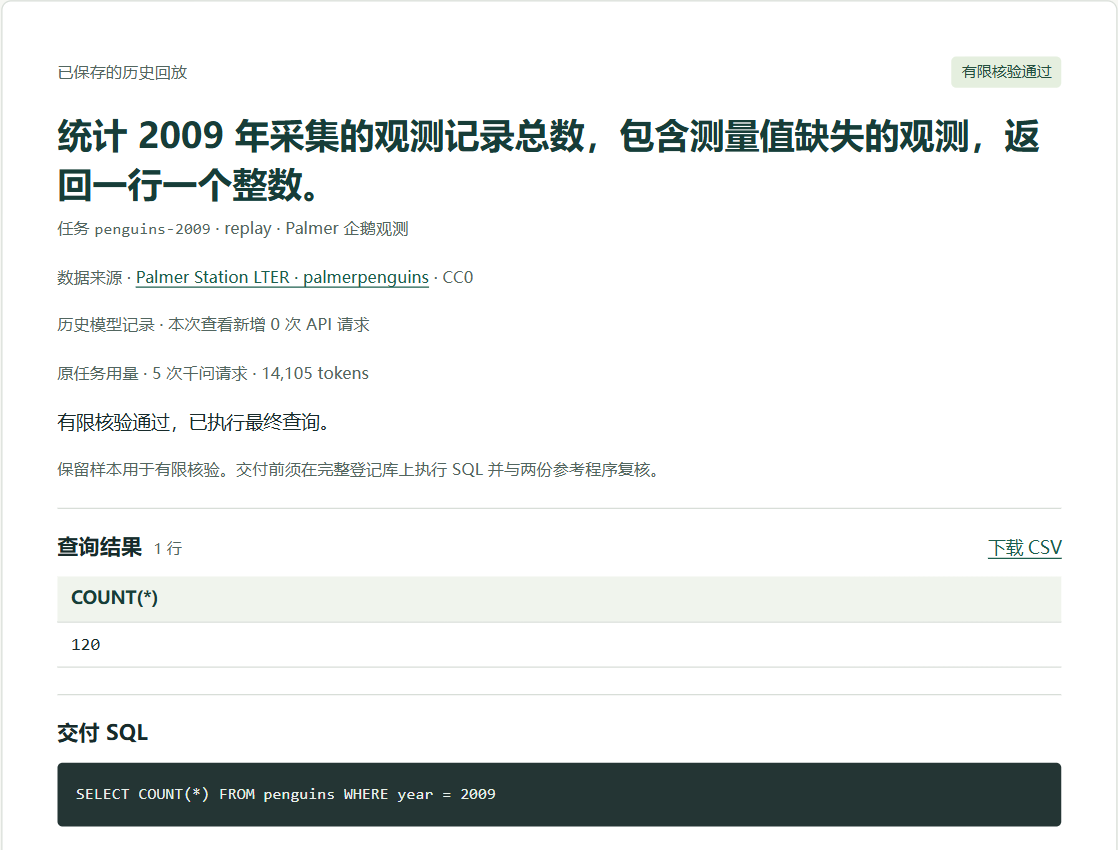 已保存的历史回放
有限核验通过
统计 2009 年采集的观测记录总数，包含测量值缺失的观测，返
回一行一个整数。
任务 penguins-2009 · replay · Palmer 企鹅观测
数据来源 · Palmer Station LTER · palmerpenguins · CC0
历史模型记录 · 本次查看新增 0 次 API 请求
原任务用量 · 5 次千问请求 · 14,105 tokens
有限核验通过，已执行最终查询。
保留样本用于有限核验。交付前须在完整登记库上执行 SQL 并与两份参考程序复核。
查询结果 1 行
下载 CSV
COUNT(*)
120
交付 SQL
SELECT COUNT(*) FROM penguins WHERE year = 2009